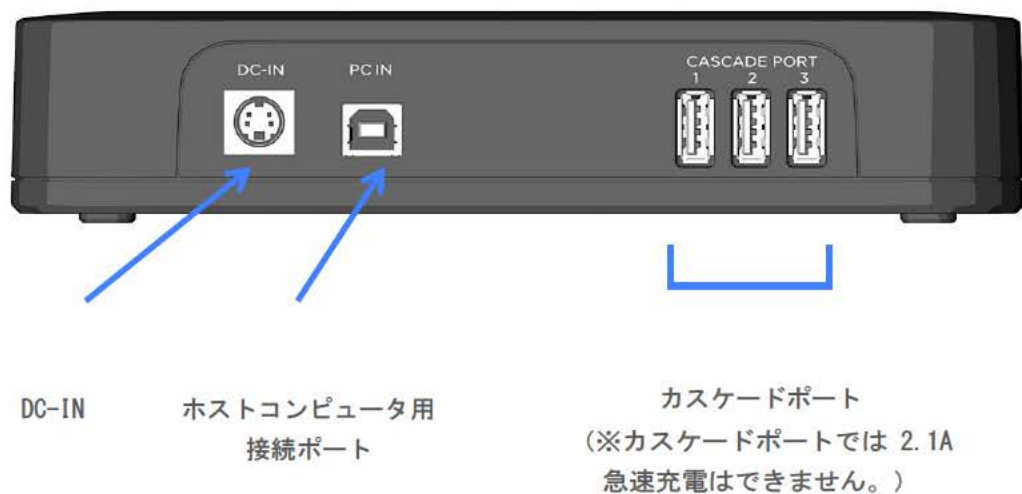 DC-IN
PC IN
CASCADE PORT
1 2 3
DC-IN
ホストコンピュータ用
接続ポート
カスケードポート
（※カスケードポートでは 2.1A
急速充電はできません。）